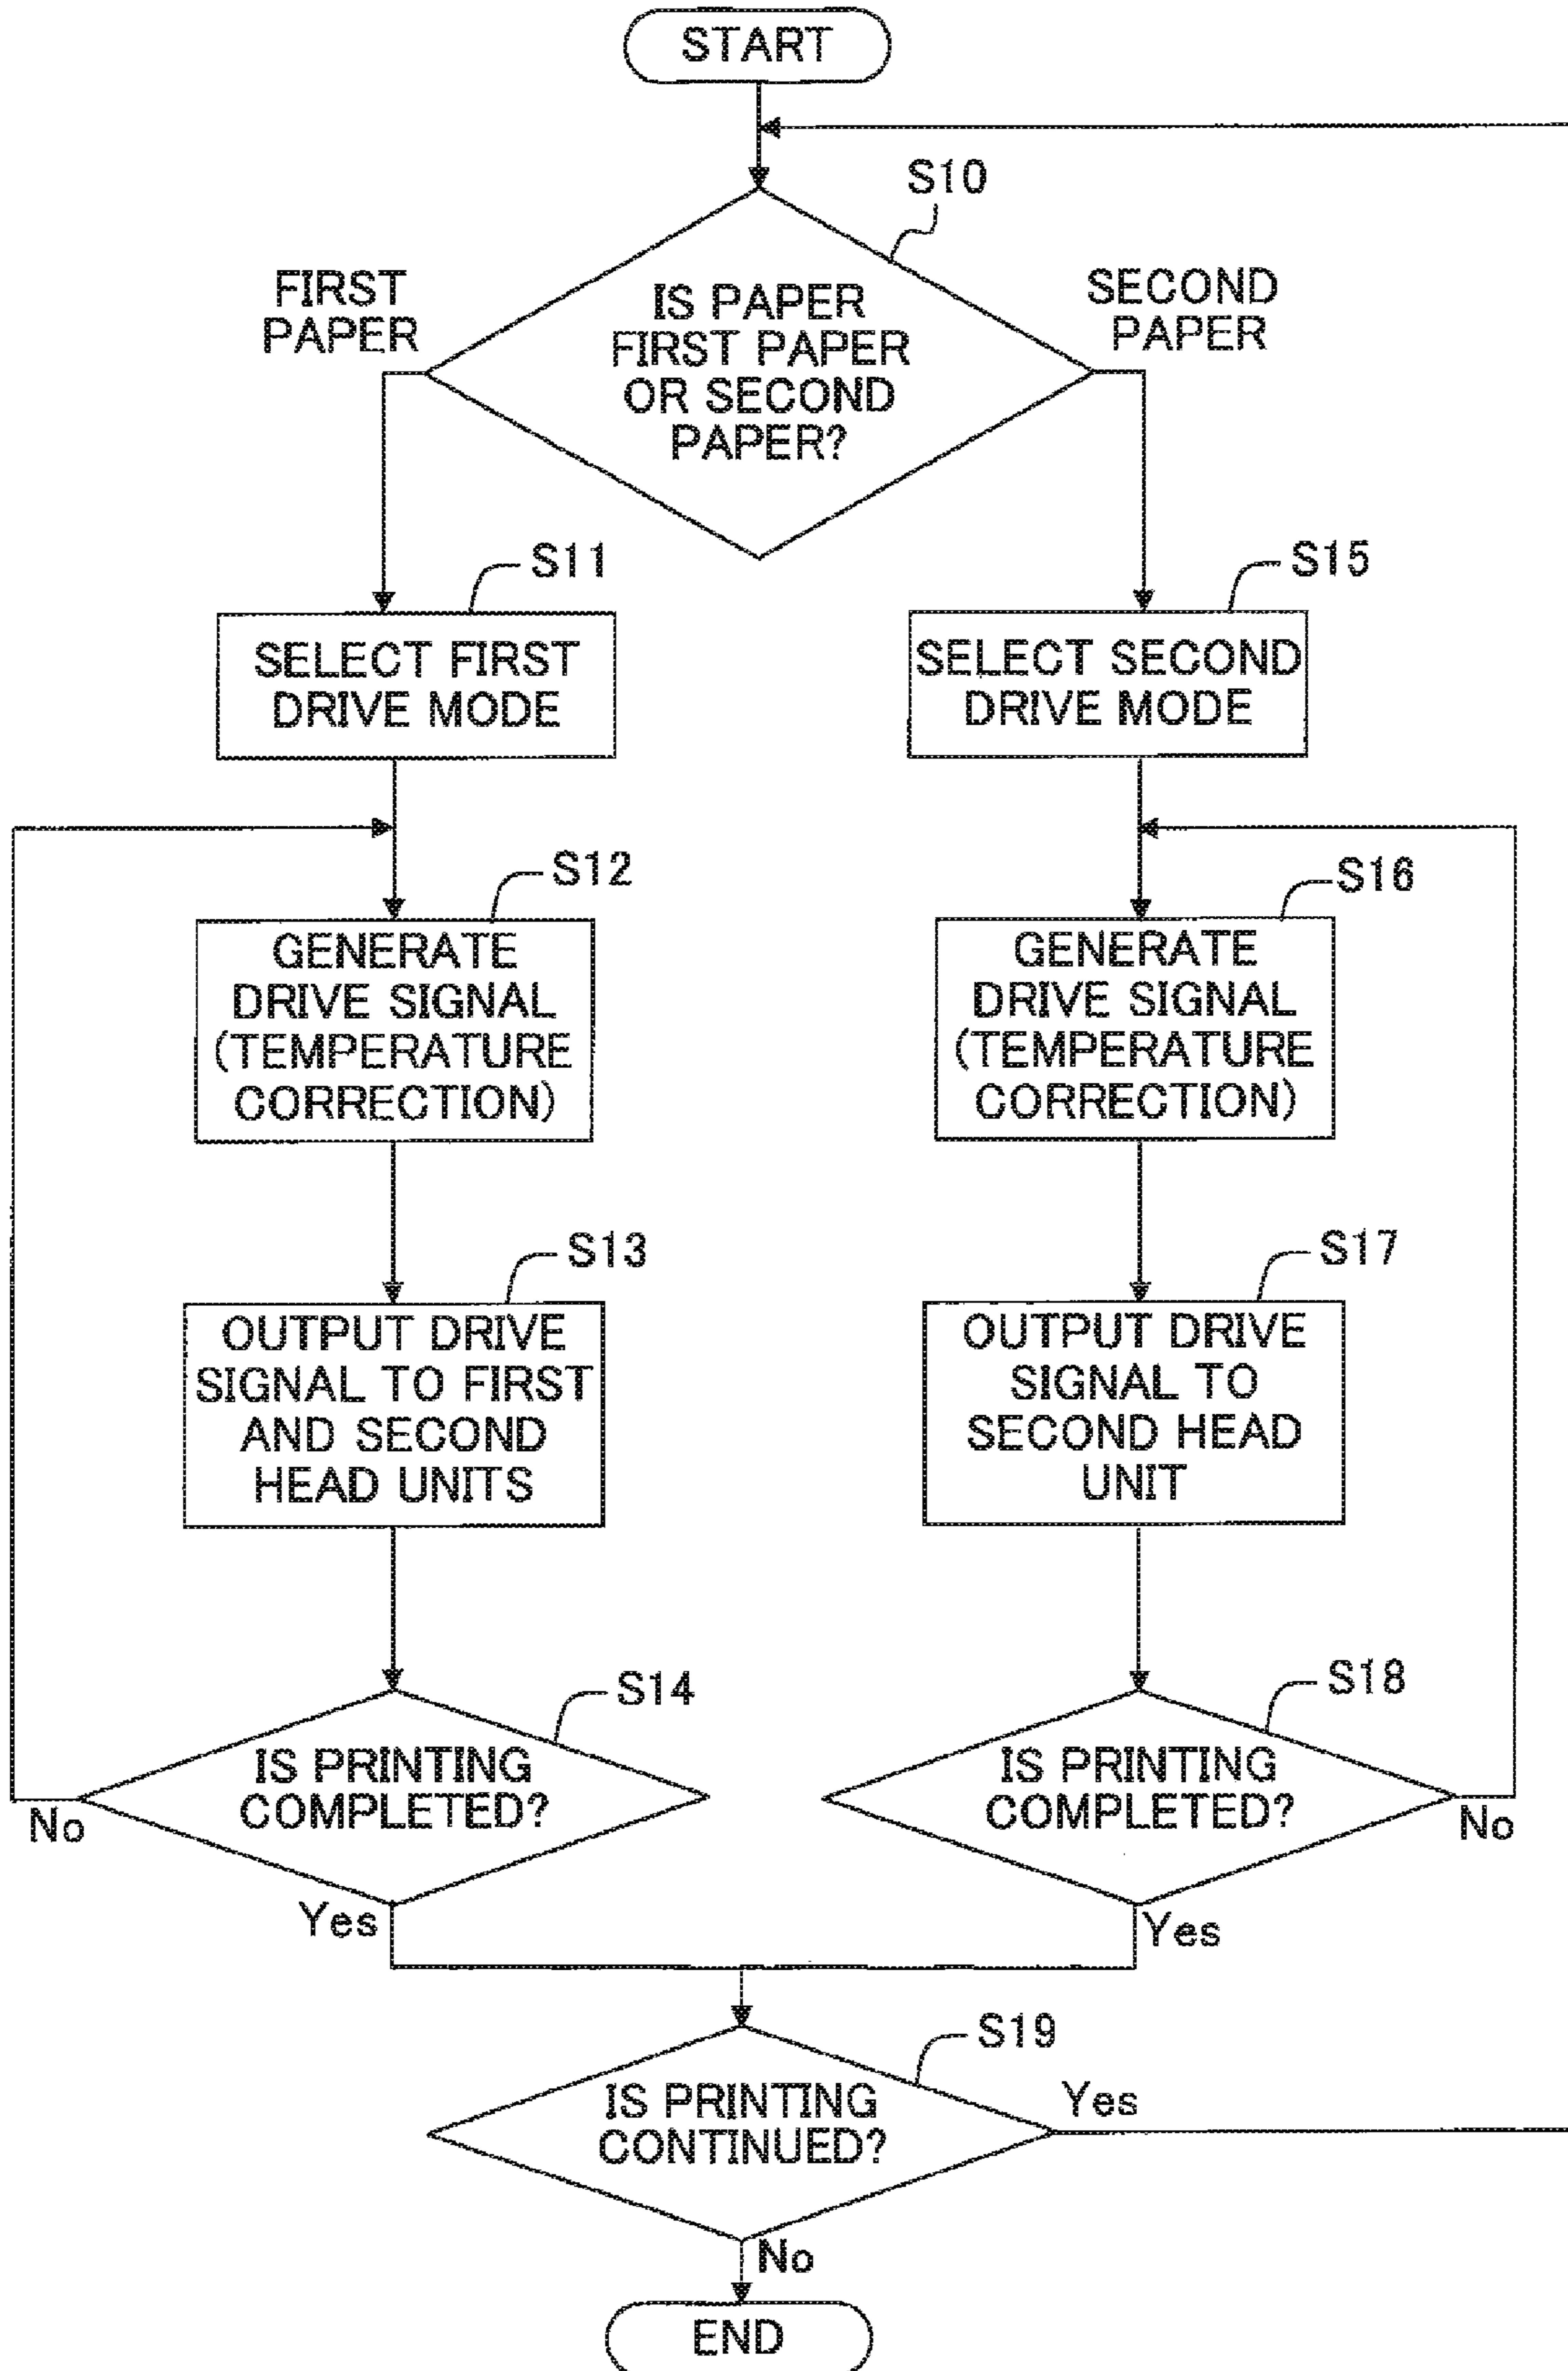 START
S10
FIRST
PAPER
IS PAPER
FIRST PAPER
OR SECOND
PAPER?
SECOND
PAPER
S11
SELECT FIRST
DRIVE MODE
S15
SELECT SECOND
DRIVE MODE
S12
GENERATE
DRIVE SIGNAL
(TEMPERATURE
CORRECTION)
S16
GENERATE
DRIVE SIGNAL
(TEMPERATURE
CORRECTION)
S13
OUTPUT DRIVE
SIGNAL TO FIRST
AND SECOND
HEAD UNITS
S17
OUTPUT DRIVE
SIGNAL TO
SECOND HEAD
UNIT
S14
IS PRINTING
COMPLETED?
No
Yes
S18
IS PRINTING
COMPLETED?
No
Yes
S19
IS PRINTING
CONTINUED?
Yes
No
END